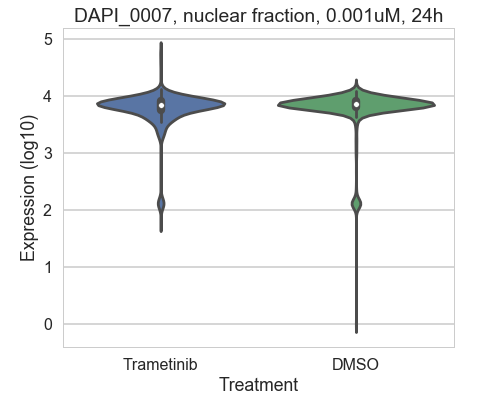 DAPI_0007, nuclear fraction, 0.001uM, 24h
5
4
3
2
1
0
Expression (log10)
Trametinib
DMSO
Treatment